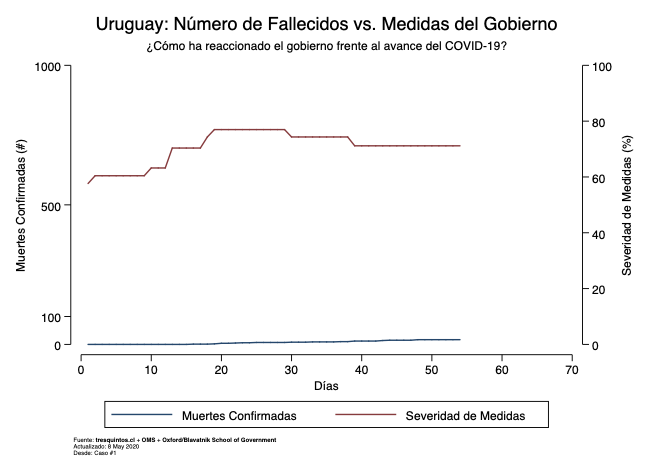 Uruguay: Número de Fallecidos vs. Medidas del Gobierno
¿Cómo ha reaccionado el gobierno frente al avance del COVID-19?
Muertes Confirmadas (#)
1000
500
100
0
100
80
60
40
20
0
Severidad de Medidas (%)
0 10 20 30 40 50 60 70
Días
Muertes Confirmadas Severidad de Medidas
Fuente: tresquintos.cl + OMS + Oxford/Blavatnik School of Government
Actualizado: 8 May 2020
Desde: Caso #1